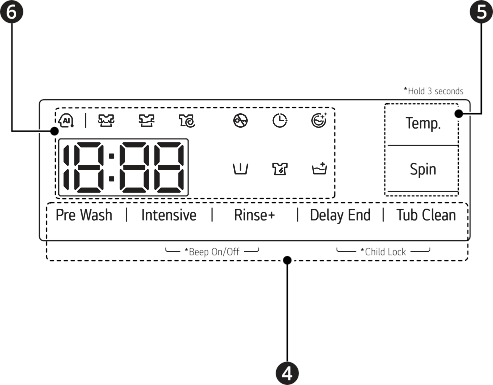 6
5
*Hold 3 seconds
AI
Temp.
18:88
Spin
Pre Wash | Intensive | Rinse+ | Delay End | Tub Clean
*Beep On/Off
*Child Lock
4